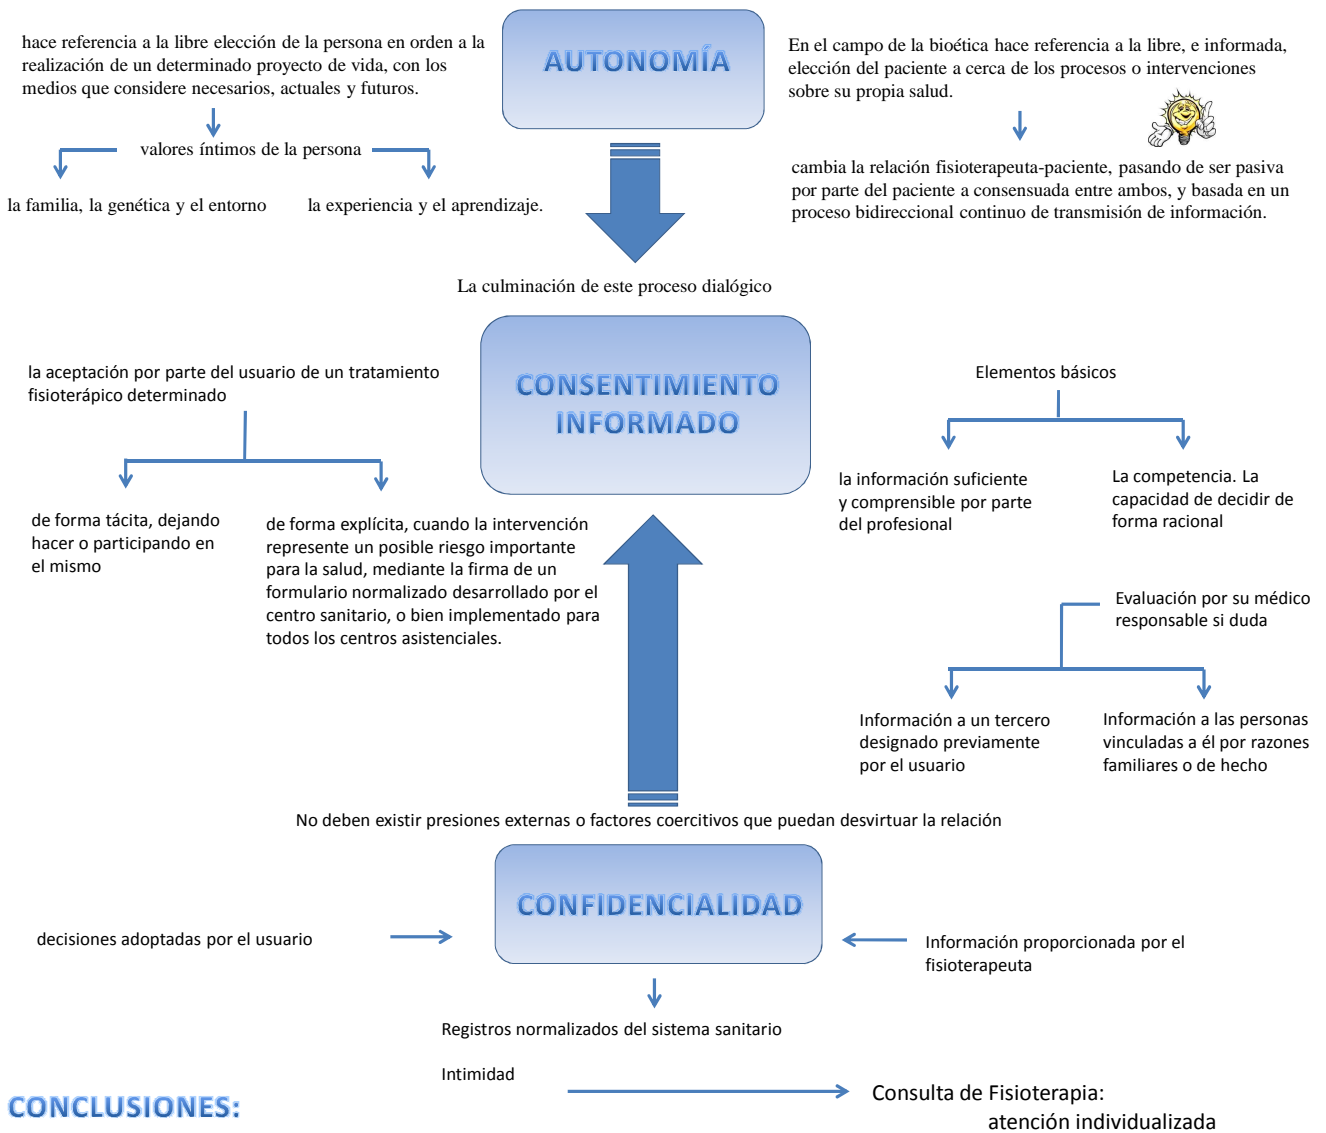 AUTONOMÍA
hace referencia a la libre elección de la persona en orden a la
realización de un determinado proyecto de vida, con los
medios que considere necesarios, actuales y futuros.
valores íntimos de la persona
la familia, la genética y el entorno
la experiencia y el aprendizaje.
En el campo de la bioética hace referencia a la libre, e informada,
elección del paciente a cerca de los procesos o intervenciones
sobre su propia salud.
cambia la relación fisioterapeuta-paciente, pasando de ser pasiva
por parte del paciente a consensuada entre ambos, y basada en un
proceso bidireccional continuo de transmisión de información.
La culminación de este proceso dialógico
CONSENTIMIENTO
INFORMADO
la aceptación por parte del usuario de un tratamiento
fisioterápico determinado
de forma tácita, dejando
hacer o participando en
el mismo
de forma explícita, cuando la intervención
represente un posible riesgo importante
para la salud, mediante la firma de un
formulario normalizado desarrollado por el
centro sanitario, o bien implementado para
todos los centros asistenciales.
Elementos básicos
la información suficiente
y comprensible por parte
del profesional
La competencia. La
capacidad de decidir de
forma racional
Evaluación por su médico
responsable si duda
Información a un tercero
designado previamente
por el usuario
Información a las personas
vinculadas a él por razones
familiares o de hecho
No deben existir presiones externas o factores coercitivos que puedan desvirtuar la relación
CONFIDENCIALIDAD
decisiones adoptadas por el usuario
Información proporcionada por el
fisioterapeuta
Registros normalizados del sistema sanitario
Intimidad
Consulta de Fisioterapia:
atención individualizada
CONCLUSIONES: